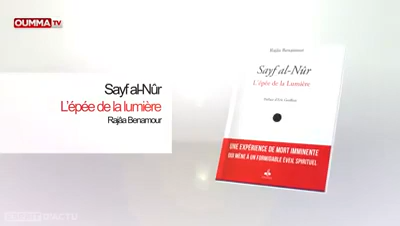 OUMMA TV
Sayf al-Nûr
L'épée de la lumière
Rajâa Benamour
Rajâa Benamour
Sayf al-Nûr
L'épée de la Lumière
UNE EXPÉRIENCE DE MORT IMMINENTE
QUI MÈNE À UN FORMIDABLE ÉVEIL SPIRITUEL